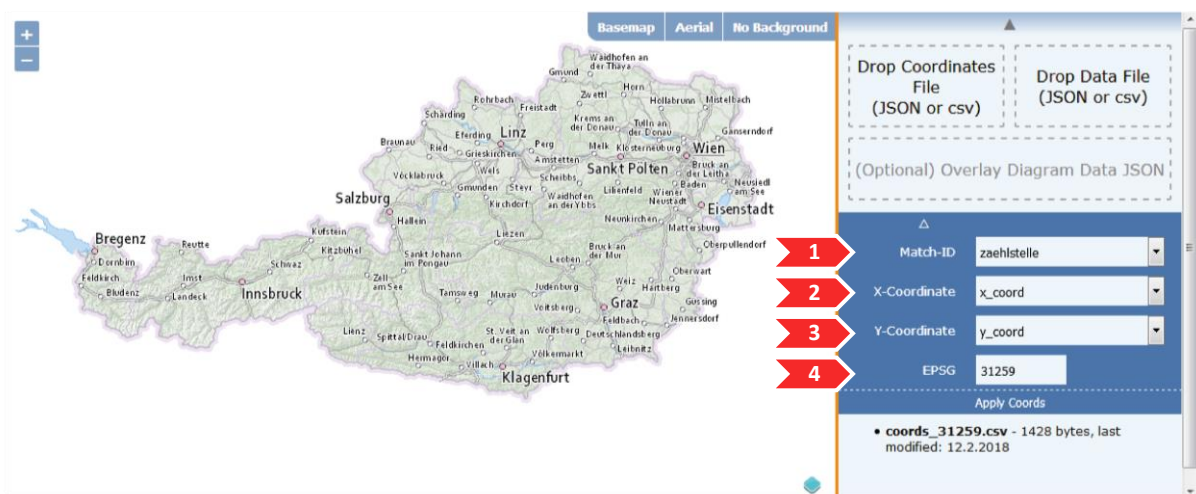 +
−
Basemap Aerial No Background
Waidhofen an
der Thaya
Gmünd
Horn
Zwettl
Hollabrunn Mistelbach
Rohrbach
Freistadt
Schärding
Krems an
der Donau
Tulln an
der Donau
Gänserndorf
Eferding Linz
Perg
Melk Klosterneuburg Wien
Braunau Ried Grieskirchen
Amstetten
Sankt Pölten
Bruck an
der Leitha
Wels
Vöcklabruck
Scheibbs
Baden
Neusiedl
am See
Gmunden Steyr
Waidhofen
an der Ybbs
Lilienfeld
Wiener
Neustadt
Salzburg
Kirchdorf
Eisenstadt
Hallein
Neunkirchen
Mattersburg
Liezen
Bregenz
Reutte
Kufstein
Kitzbühel
Sankt Johann
im Pongau
Bruck an
der Mur
Oberpullendorf
Dornbirn
Schwaz
Leoben
Feldkirch
Imst
Zell
am See
Oberwart
Bludenz
Landeck
Innsbruck
Tamsweg Murau
Judenburg
Weiz Hartberg
Voitsberg
Graz
Güssing
Feldbach
Jennersdorf
Lienz
Spittal/Drau
Feldkirchen
St. Veit an
der Glan
Wolfsberg
Deutschlandsberg
Leibnitz
Hermagor
Villach
Völkermarkt
Klagenfurt
Drop Coordinates
File
(JSON or csv)
Drop Data File
(JSON or csv)
(Optional) Overlay Diagram Data JSON
1 Match-ID zaehlstelle
2 X-Coordinate x_coord
3 Y-Coordinate y_coord
4 EPSG 31259
Apply Coords
• coords_31259.csv - 1428 bytes, last
modified: 12.2.2018